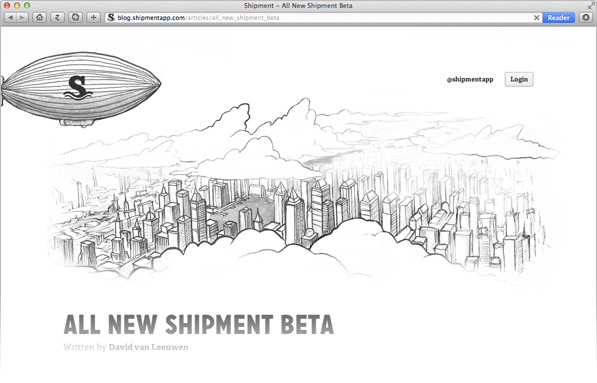 Shipment – All New Shipment Beta
blog.shipmentapp.com/articles/all_new_shipment_beta
Reader
S
@shipmentapp
Login
ALL NEW SHIPMENT BETA
Written by David van Leeuwen